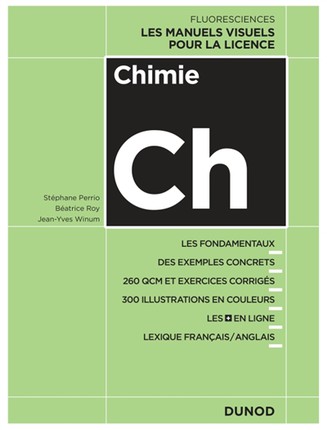 FLUORESCIENCES
LES MANUELS VISUELS
POUR LA LICENCE
Chimie
Ch
Stéphane Perrio
Béatrice Roy
Jean-Yves Winum
LES FONDAMENTAUX
DES EXEMPLES CONCRETS
260 QCM ET EXERCICES CORRIGÉS
300 ILLUSTRATIONS EN COULEURS
LES + EN LIGNE
LEXIQUE FRANÇAIS/ANGLAIS
DUNOD